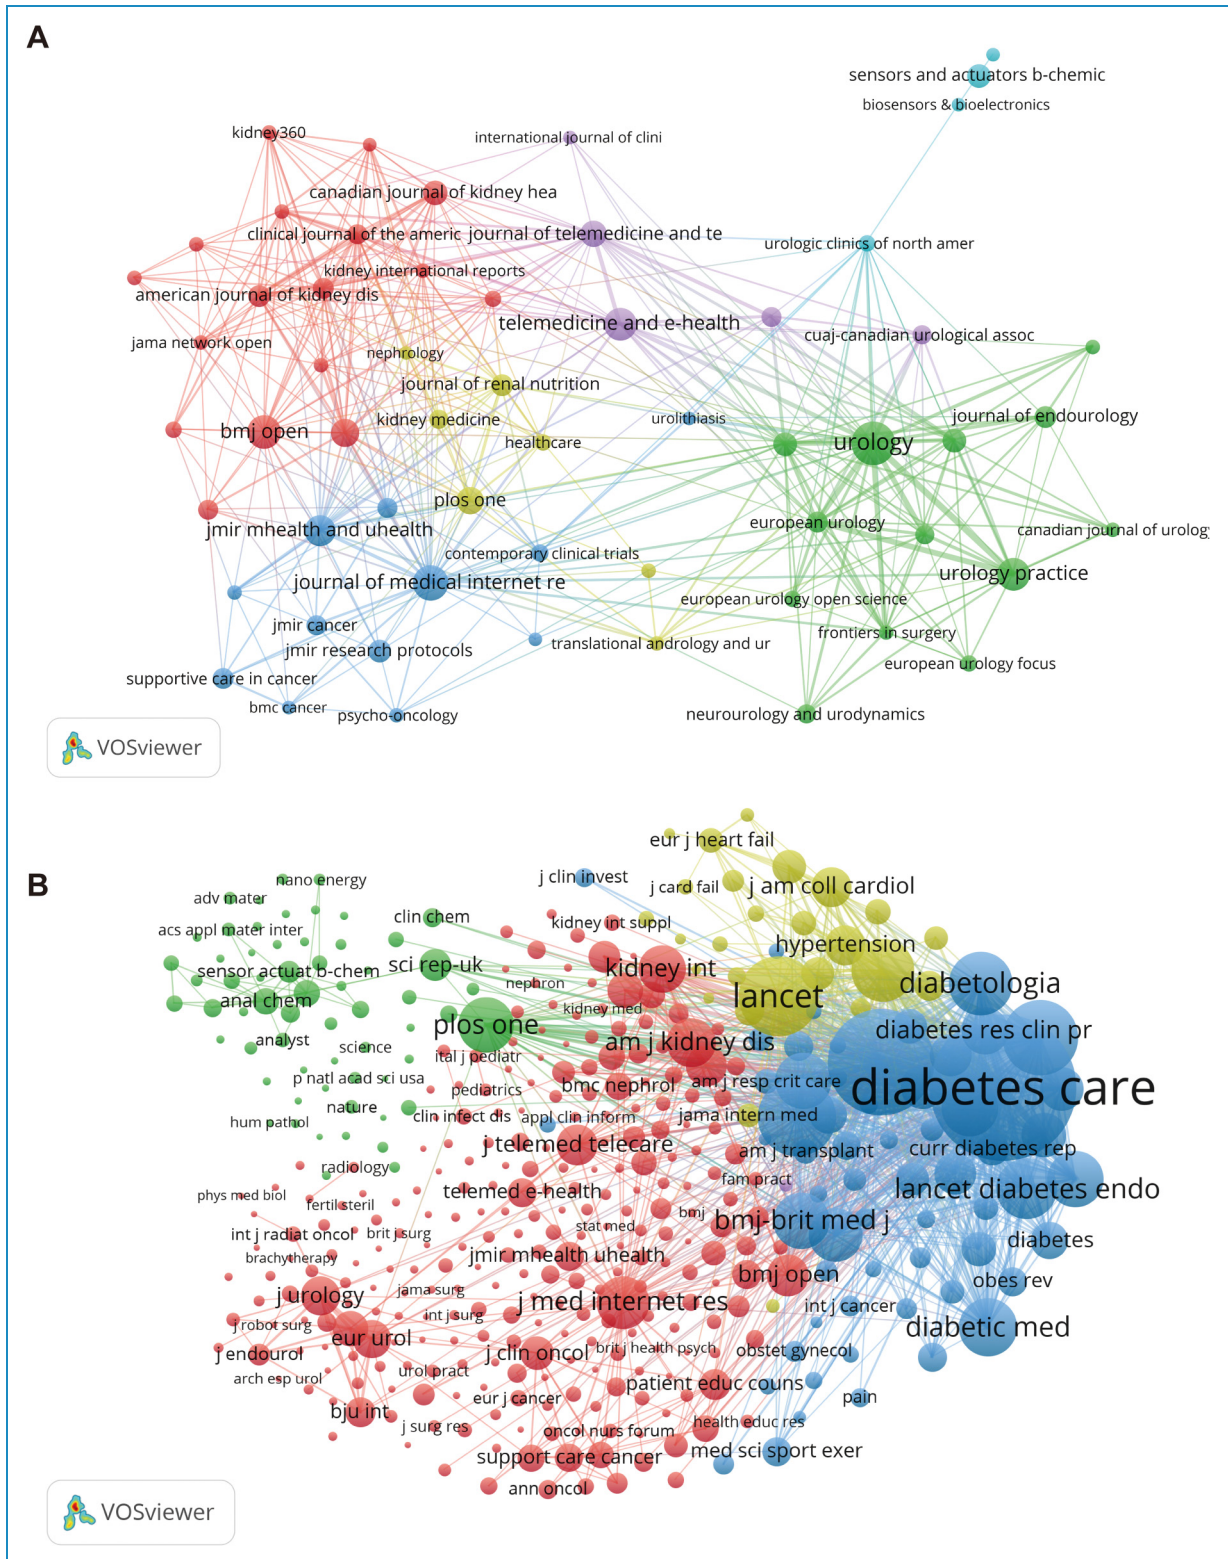 A
sensors and actuators b-chemic
biosensors & bioelectronics
kidney360
international journal of clini
canadian journal of kidney hea
clinical journal of the americ
journal of telemedicine and te
urologic clinics of north amer
kidney international reports
american journal of kidney dis
telemedicine and e-health
cuaj-canadian urological assoc
jama network open
nephrology
journal of renal nutrition
kidney medicine
urolithiasis
journal of endourology
bmj open
healthcare
urology
plos one
jmir mhealth and uhealth
european urology
canadian journal of urolog
contemporary clinical trials
journal of medical internet re
urology practice
european urology open science
jmir cancer
frontiers in surgery
jmir research protocols
translational andrology and ur
european urology focus
supportive care in cancer
bmc cancer
psycho-oncology
neurourology and urodynamics
VOSviewer
B
eur j heart fail
nano energy
j clin invest
j card fail
j am coll cardiol
adv mater
clin chem
kidney int suppl
acs appl mater inter
hypertension
sensor actuat b-chem
sci rep-uk
kidney int
nephron
diabetologia
anal chem
lancet
kidney med
plos one
diabetes res clin pr
analyst
science
am j kidney dis
ital j pediatr
p natl acad sci usa
pediatrics
bmc nephrol
am j resp crit care
diabetes care
nature
clin infect dis
appl clin inform
jama intern med
hum pathol
j telemed telecare
am j transplant
curr diabetes rep
radiology
fam pract
phys med biol
telemed e-health
lancet diabetes endo
fertil steril
bmj
int j radiat oncol
brit j surg
stat med
bmj-brit med j
diabetes
brachytherapy
jmir mhealth uhealth
bmj open
obes rev
j urology
jama surg
j med internet res
int j cancer
int j surg
j robot surg
eur urol
diabetic med
j endourol
j clin oncol
brit j health psych
obstet gynecol
arch esp urol
urol pract
patient educ couns
eur j cancer
pain
bju int
j surg res
oncol nurs forum
health educ res
support care cancer
med sci sport exer
ann oncol
VOSviewer